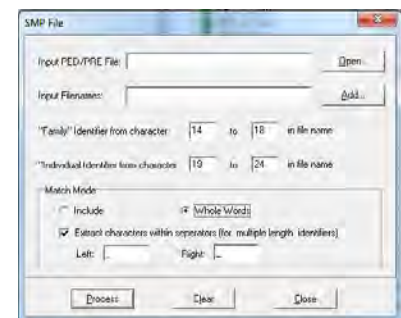 SMP File
Input PED/PRE File: Open...
Input Filenames: Add...
"Family" Identifier from character 14 to 18 in file name
"Individual Identifier from character 19 to 24 in file name
Match Mode
Include Whole Words
Extract characters within seperators (for multiple length identifiers)
Left: _ Right: _
Process Clear Close